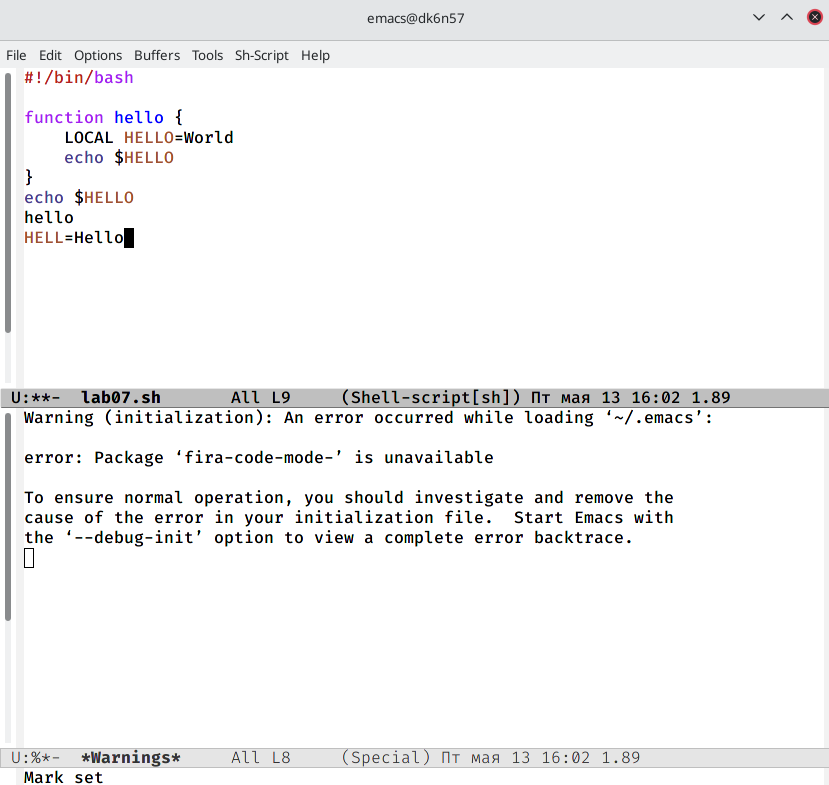 emacs@dk6n57
File Edit Options Buffers Tools Sh-Script Help
#!/bin/bash
function hello {
    LOCAL HELLO=World
    echo $HELLO
}
echo $HELLO
hello
HELL=Hello
U:**-  lab07.sh       All L9     (Shell-script[sh]) Пт мая 13 16:02 1.89
Warning (initialization): An error occurred while loading ‘~/.emacs’:
error: Package ‘fira-code-mode-’ is unavailable
To ensure normal operation, you should investigate and remove the
cause of the error in your initialization file.  Start Emacs with
the ‘--debug-init’ option to view a complete error backtrace.
U:%*-  *Warnings*     All L8     (Special) Пт мая 13 16:02 1.89
Mark set